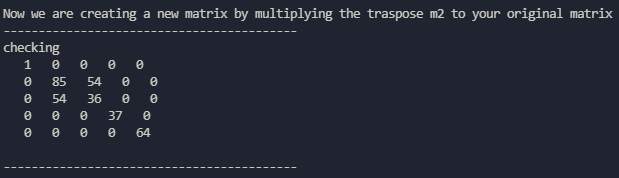 Now we are creating a new matrix by multiplying the traspose m2 to your original matrix
------------------------------------------
checking
1 0 0 0 0
0 85 54 0 0
0 54 36 0 0
0 0 0 37 0
0 0 0 0 64
------------------------------------------